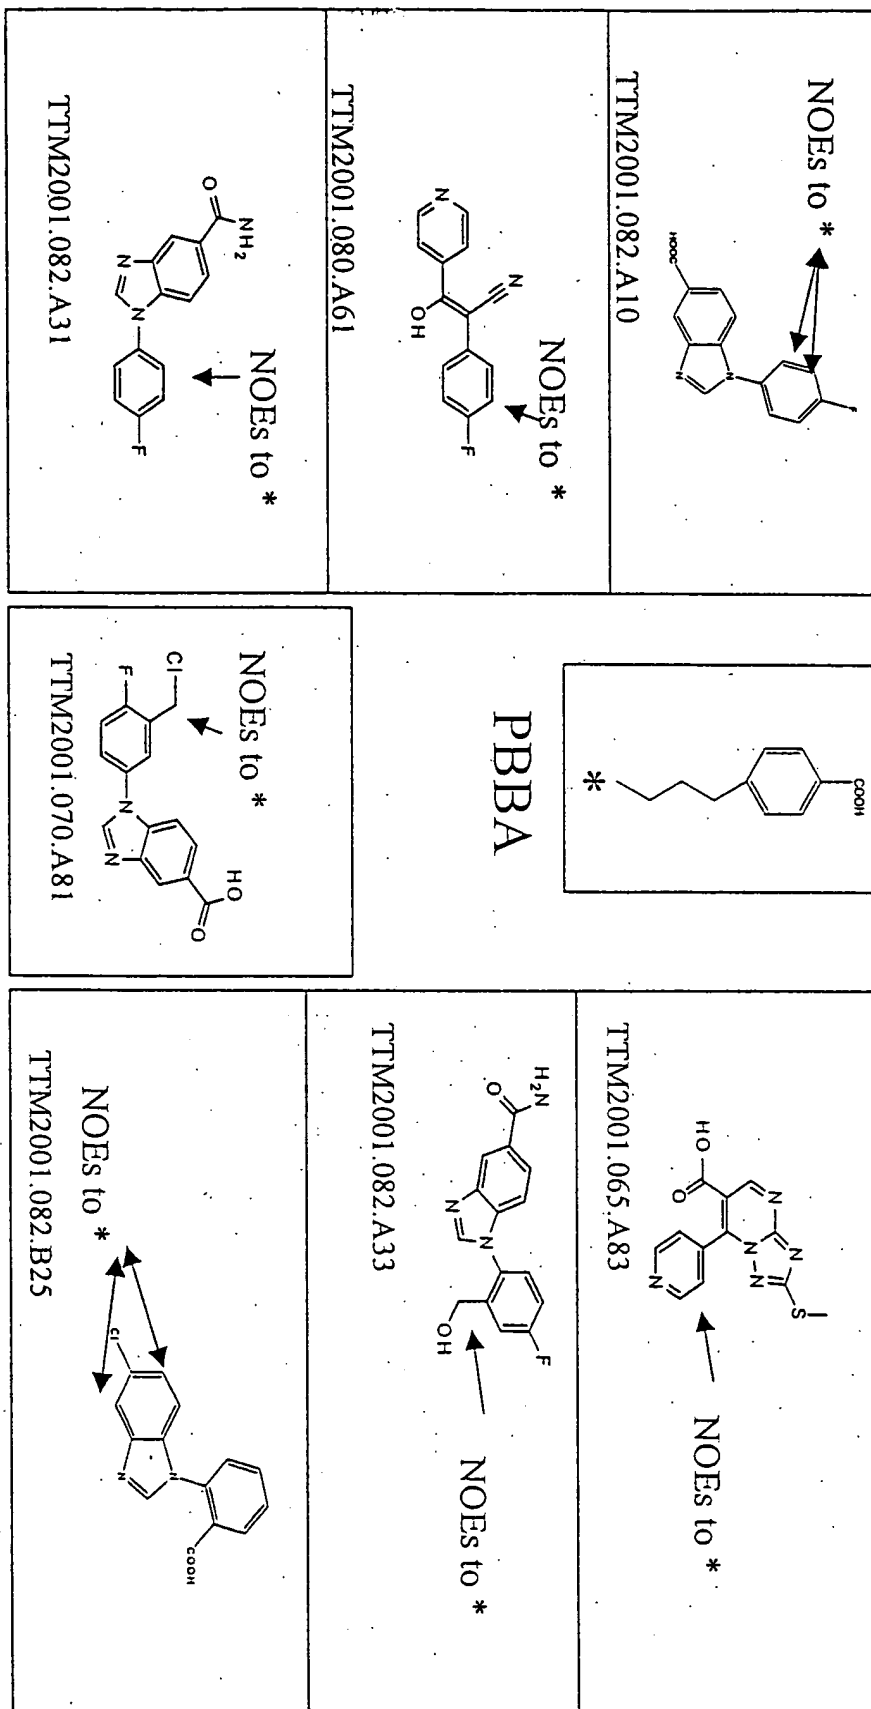 NOEs to *
F
HOOC
N
N
TTM2001.082.A10
NOEs to *
N
N
OH
F
TTM2001.080.A61
NOEs to *
NH2
O
N
N
F
TTM2001.082.A31
COOH
*
PBBA
NOEs to *
HO
O
Cl
F
N
N
TTM2001.070.A81
S
N
N
N
N
HO
O
N
NOEs to *
TTM2001.065.A83
H2N
O
F
N
N
OH
NOEs to *
TTM2001.082.A33
COOH
N
N
Cl
NOEs to *
TTM2001.082.B25